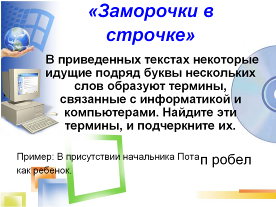 «Заморочки в
строчке»
В приведенных текстах некоторые
идущие подряд буквы нескольких
слов образуют термины,
связанные с информатикой и
компьютерами. Найдите эти
термины, и подчеркните их.
Пример: В присутствии начальника Потап робел
как ребенок.